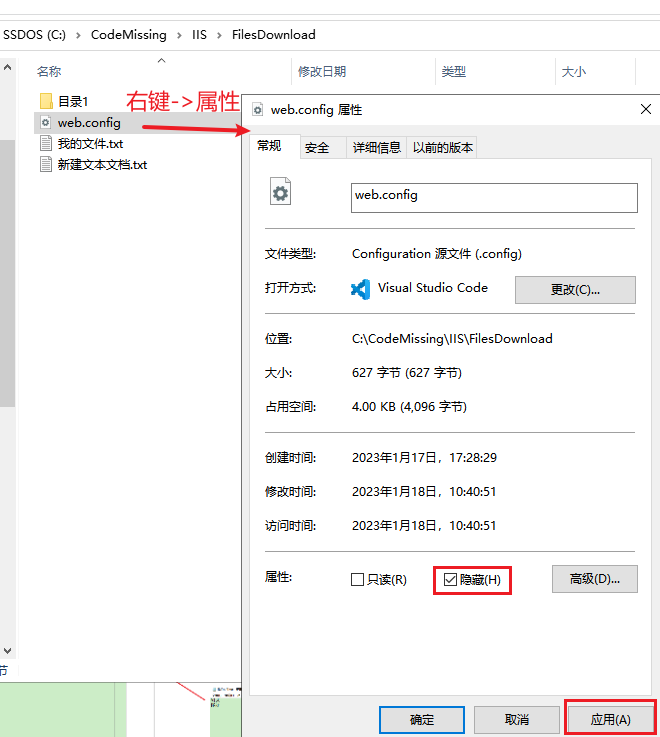 SSDOS (C:) > CodeMissing > IIS > FilesDownload
名称 修改日期 类型 大小
目录1
右键->属性
web.config
我的文件.txt
新建文本文档.txt
web.config 属性
常规 安全 详细信息 以前的版本
web.config
文件类型: Configuration 源文件 (.config)
打开方式: Visual Studio Code 更改(C)...
位置: C:\CodeMissing\IIS\FilesDownload
大小: 627 字节 (627 字节)
占用空间: 4.00 KB (4,096 字节)
创建时间: 2023年1月17日，17:28:29
修改时间: 2023年1月18日，10:40:51
访问时间: 2023年1月18日，10:40:51
属性: 只读(R) 隐藏(H) 高级(D)...
节
确定 取消 应用(A)